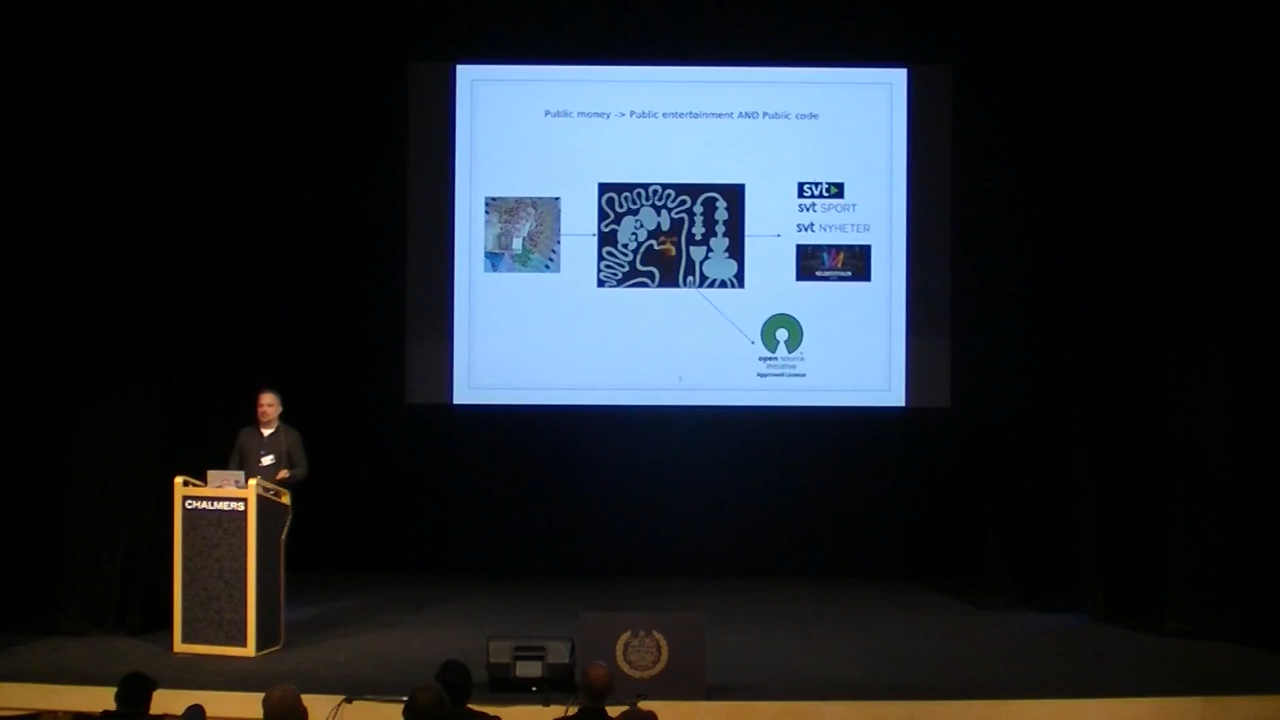 Public money -> Public entertainment AND Public code
svt
svt SPORT
svt NYHETER
open source
initiative
Approved License
CHALMERS